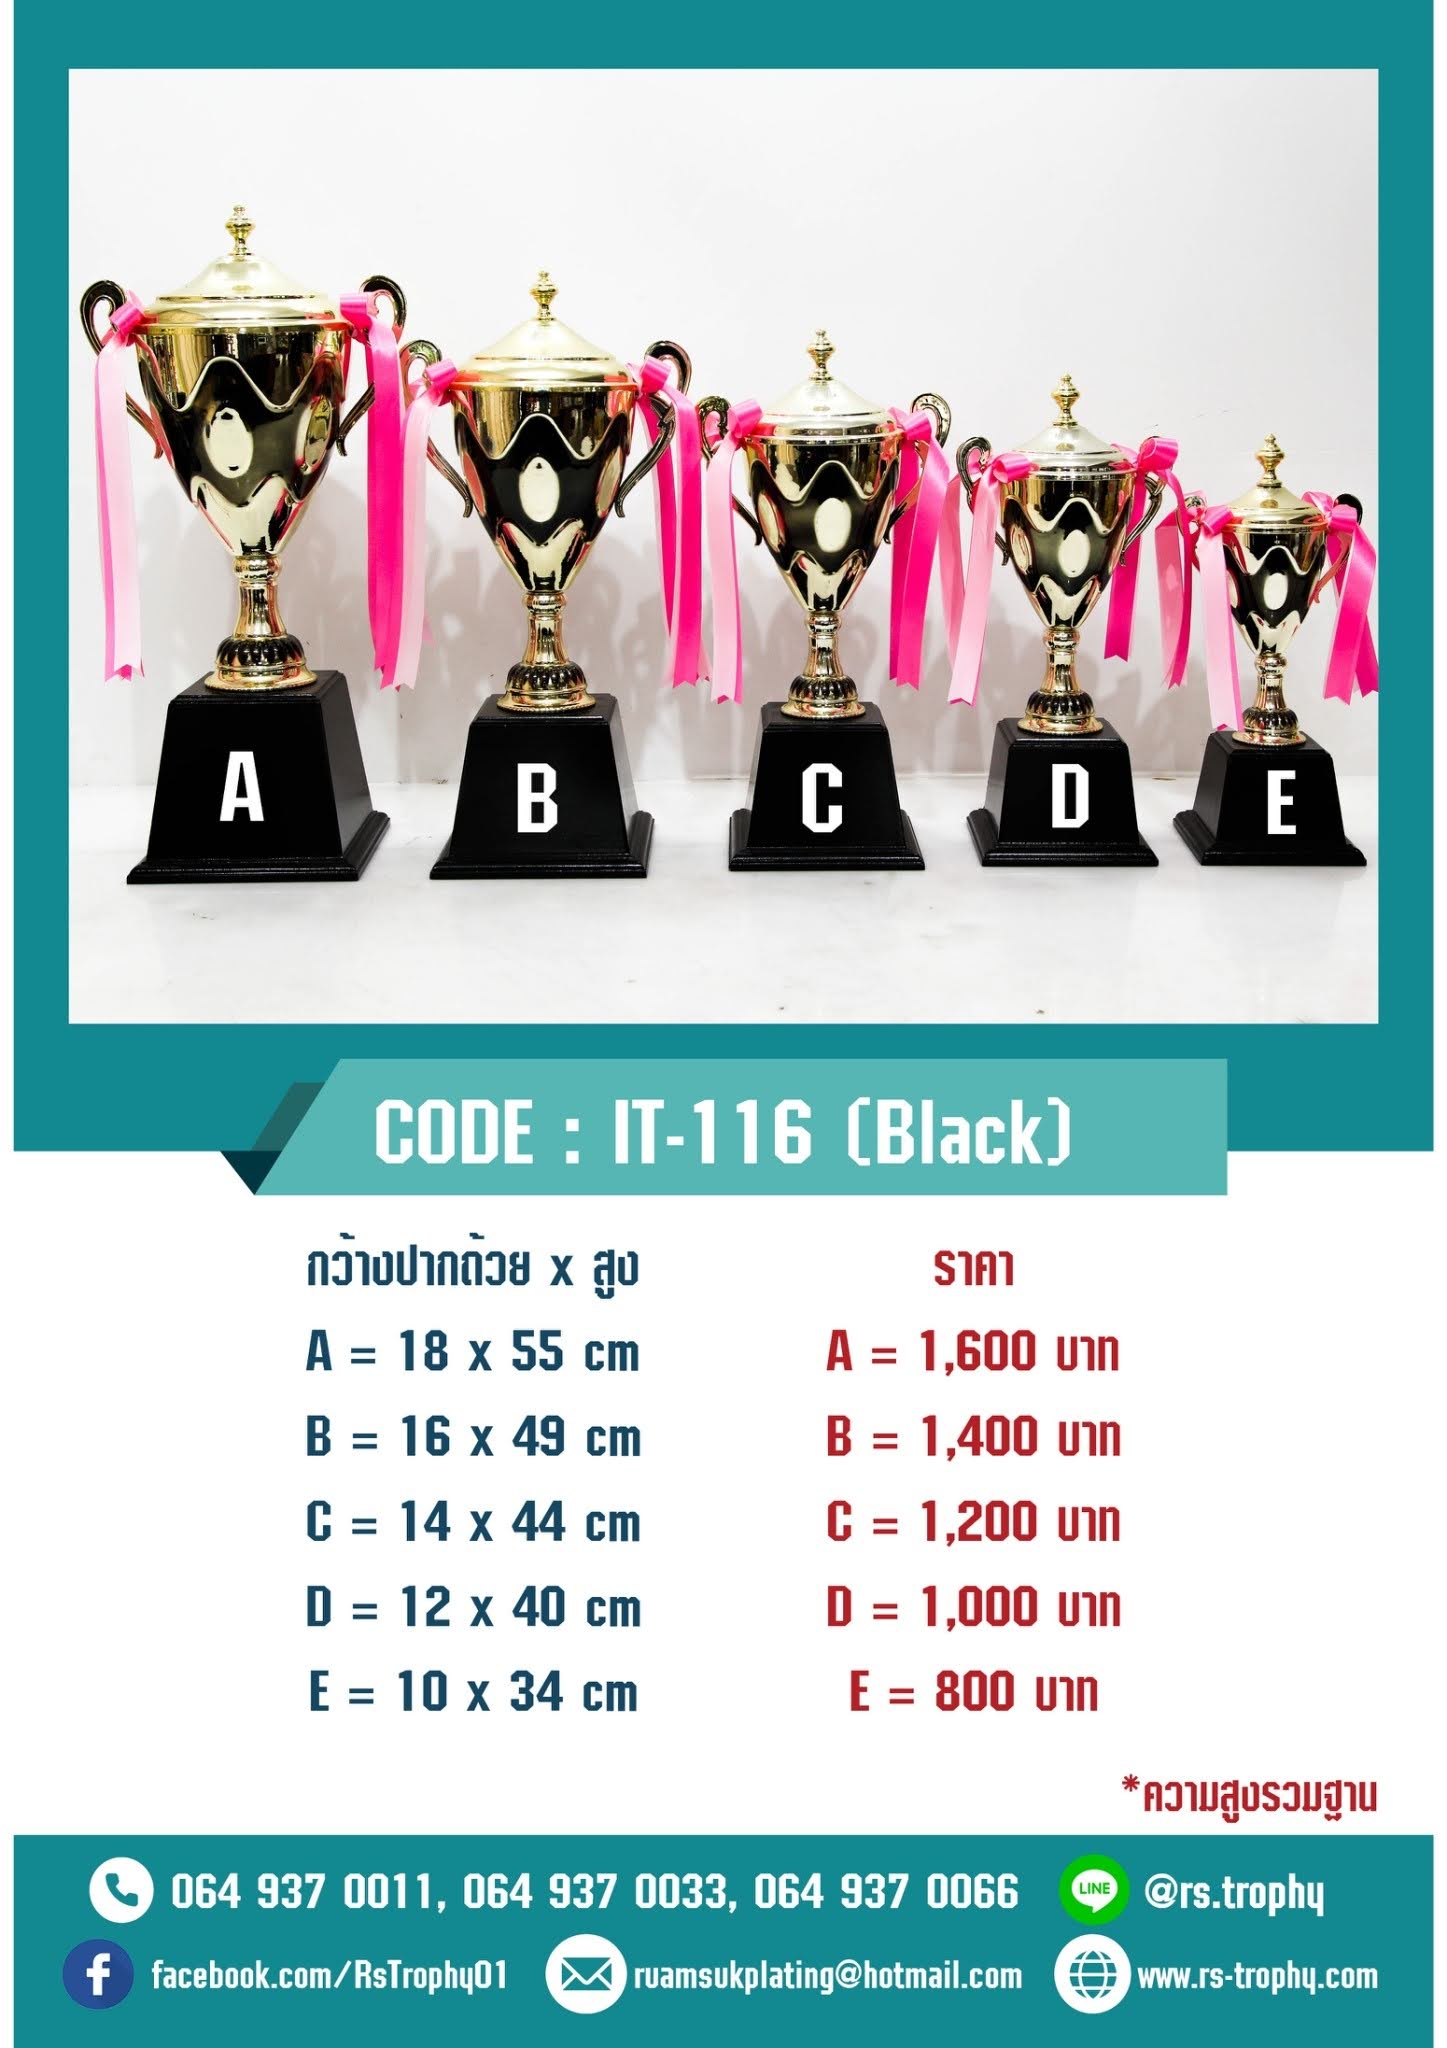 A
B
C
D
E
CODE : IT-116 (Black)
กว้างปากถ้วย x สูง
A = 18 x 55 cm
B = 16 x 49 cm
C = 14 x 44 cm
D = 12 x 40 cm
E = 10 x 34 cm
ราคา
A = 1,600 บาท
B = 1,400 บาท
C = 1,200 บาท
D = 1,000 บาท
E = 800 บาท
*ความสูงรวมฐาน
064 937 0011, 064 937 0033, 064 937 0066 LINE @rs.trophy
f facebook.com/RsTrophy01 ruamsukplating@hotmail.com www.rs-trophy.com